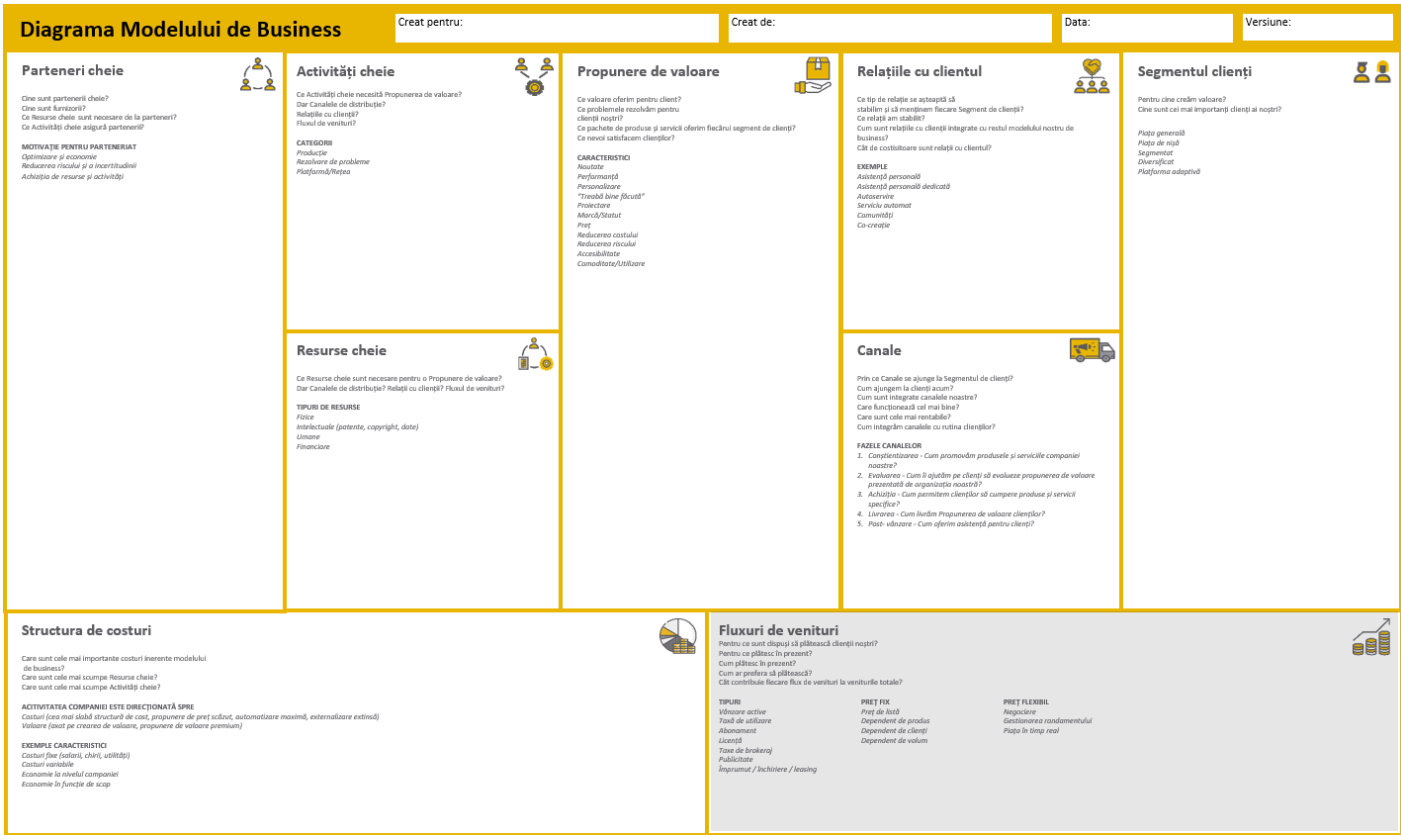 Diagrama Modelului de Business
Creat pentru:
Creat de:
Data:
Versiune:
Parteneri cheie
Cine sunt partenerii cheie?
Cine sunt furnizorii?
Ce Resurse cheie sunt necesare de la parteneri?
Ce Activități cheie asigură partenerii?
MOTIVAȚIE PENTRU PARTENERIAT
Optimizare și economie
Reducerea riscului și a incertitudinii
Achiziția de resurse și activități
Activități cheie
Ce Activități cheie necesită Propunerea de valoare?
Dar Canalele de distribuție?
Relațiile cu clienții?
Fluxul de venituri?
CATEGORII
Producție
Rezolvare de probleme
Platformă/Rețea
Resurse cheie
Ce Resurse cheie sunt necesare pentru o Propunere de valoare?
Dar Canalele de distribuție? Relații cu clienții? Fluxul de venituri?
TIPURI DE RESURSE
Fizice
Intelectuale (patente, copyright, date)
Umane
Financiare
Propunere de valoare
Ce valoare oferim pentru client?
Ce problemele rezolvăm pentru
clienții noștri?
Ce pachete de produse și servicii oferim fiecărui segment de clienți?
Ce nevoi satisfacem clienților?
CARACTERISTICI
Noutate
Performanță
Personalizare
"Treabă bine făcută"
Proiectare
Marcă/Statut
Preț
Reducerea costului
Reducerea riscului
Accesibilitate
Comoditate/Utilizare
Relațiile cu clientul
Ce tip de relație se așteaptă să
stabilim și să menținem fiecare Segment de clienții?
Ce relații am stabilit?
Cum sunt relațiile cu clienții integrate cu restul modelului nostru de
business?
Cât de costisitoare sunt relații cu clientul?
EXEMPLE
Asistență personală
Asistență personală dedicată
Autoservire
Serviciu automat
Comunități
Co-creație
Canale
Prin ce Canale se ajunge la Segmentul de clienți?
Cum ajungem la clienți acum?
Cum sunt integrate canalele noastre?
Care funcționează cel mai bine?
Care sunt cele mai rentabile?
Cum integrăm canalele cu rutina clienților?
FAZELE CANALELOR
1. Conștientizarea - Cum promovăm produsele și serviciile companiei
noastre?
2. Evaluarea - Cum îi ajutăm pe clienți să evalueze propunerea de valoare
prezentată de organizația noastră?
3. Achiziția - Cum permitem clienților să cumpere produse și servicii
specifice?
4. Livrarea - Cum livrăm Propunerea de valoare clienților?
5. Post- vânzare - Cum oferim asistență pentru clienți?
Segmentul clienți
Pentru cine creăm valoare?
Cine sunt cei mai importanți clienți ai noștri?
Piața generală
Piața de nișă
Segmentat
Diversificat
Platforma adaptivă
Structura de costuri
Care sunt cele mai importante costuri inerente modelului
de business?
Care sunt cele mai scumpe Resurse cheie?
Care sunt cele mai scumpe Activități cheie?
ACIITIVITATEA COMPANIEI ESTE DIRECȚIONATĂ SPRE
Costuri (cea mai slabă structură de cost, propunere de preț scăzut, automatizare maximă, externalizare extinsă)
Valoare (axat pe crearea de valoare, propunere de valoare premium)
EXEMPLE CARACTERISTICI
Costuri fixe (salarii, chirii, utilități)
Costuri variabile
Economie la nivelul companiei
Economie în funcție de scop
Fluxuri de venituri
Pentru ce sunt dispuși să plătească clienții noștri?
Pentru ce plătesc în prezent?
Cum plătesc în prezent?
Cum ar prefera să plătească?
Cât contribuie fiecare flux de venituri la veniturile totale?
TIPURI
Vânzare active
Taxă de utilizare
Abonament
Licență
Taxe de brokeraj
Publicitate
Împrumut / închiriere / leasing
PREȚ FIX
Preț de listă
Dependent de produs
Dependent de clienți
Dependent de volum
PREȚ FLEXIBIL
Negociere
Gestionarea randamentului
Piața în timp real